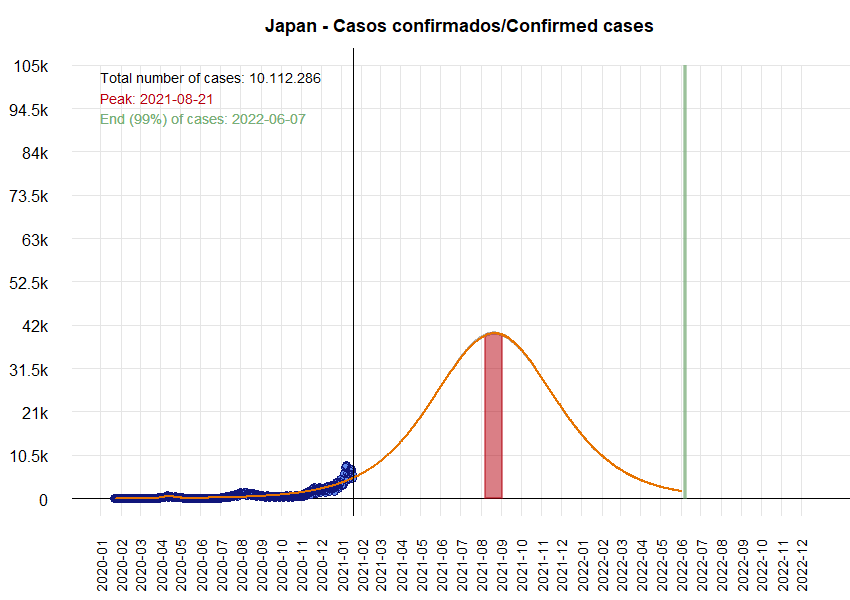 Japan - Casos confirmados/Confirmed cases
Total number of cases: 10.112.286
Peak: 2021-08-21
End (99%) of cases: 2022-06-07
105k
94.5k
84k
73.5k
63k
52.5k
42k
31.5k
21k
10.5k
0
2020-01
2020-02
2020-03
2020-04
2020-05
2020-06
2020-07
2020-08
2020-09
2020-10
2020-11
2020-12
2021-01
2021-02
2021-03
2021-04
2021-05
2021-06
2021-07
2021-08
2021-09
2021-10
2021-11
2021-12
2022-01
2022-02
2022-03
2022-04
2022-05
2022-06
2022-07
2022-08
2022-09
2022-10
2022-11
2022-12